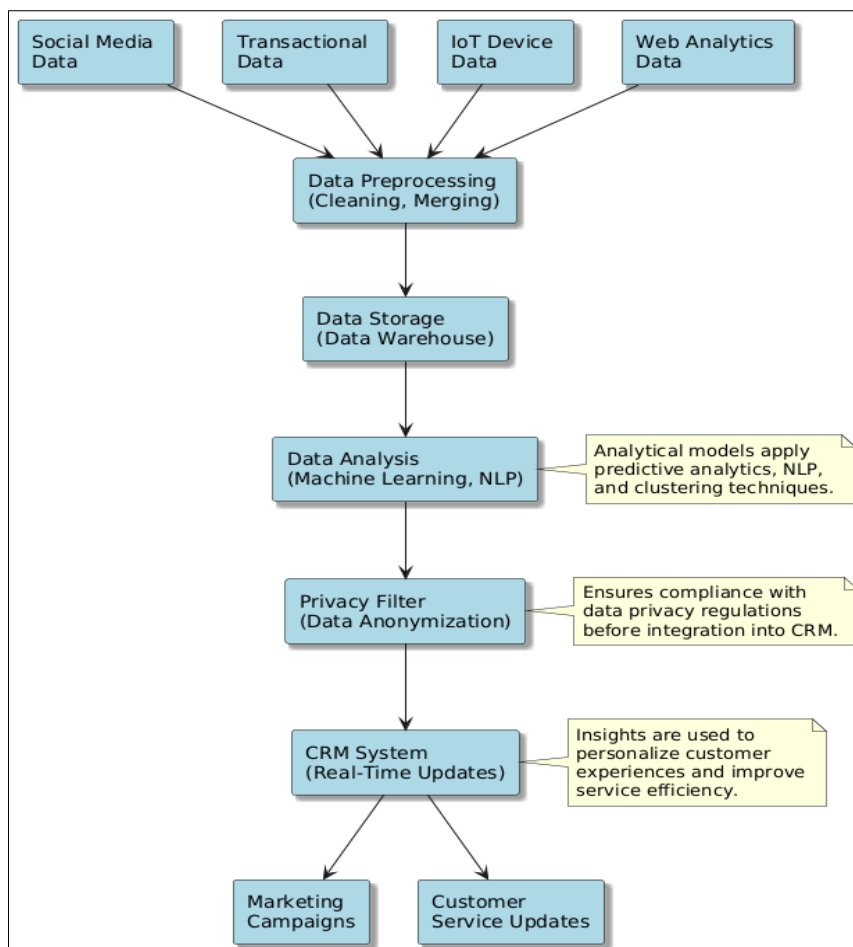 Social Media
Data
Transactional
Data
IoT Device
Data
Web Analytics
Data
Data Preprocessing
(Cleaning, Merging)
Data Storage
(Data Warehouse)
Data Analysis
(Machine Learning, NLP)
Analytical models apply
predictive analytics, NLP,
and clustering techniques.
Privacy Filter
(Data Anonymization)
Ensures compliance with
data privacy regulations
before integration into CRM.
CRM System
(Real-Time Updates)
Insights are used to
personalize customer
experiences and improve
service efficiency.
Marketing
Campaigns
Customer
Service Updates